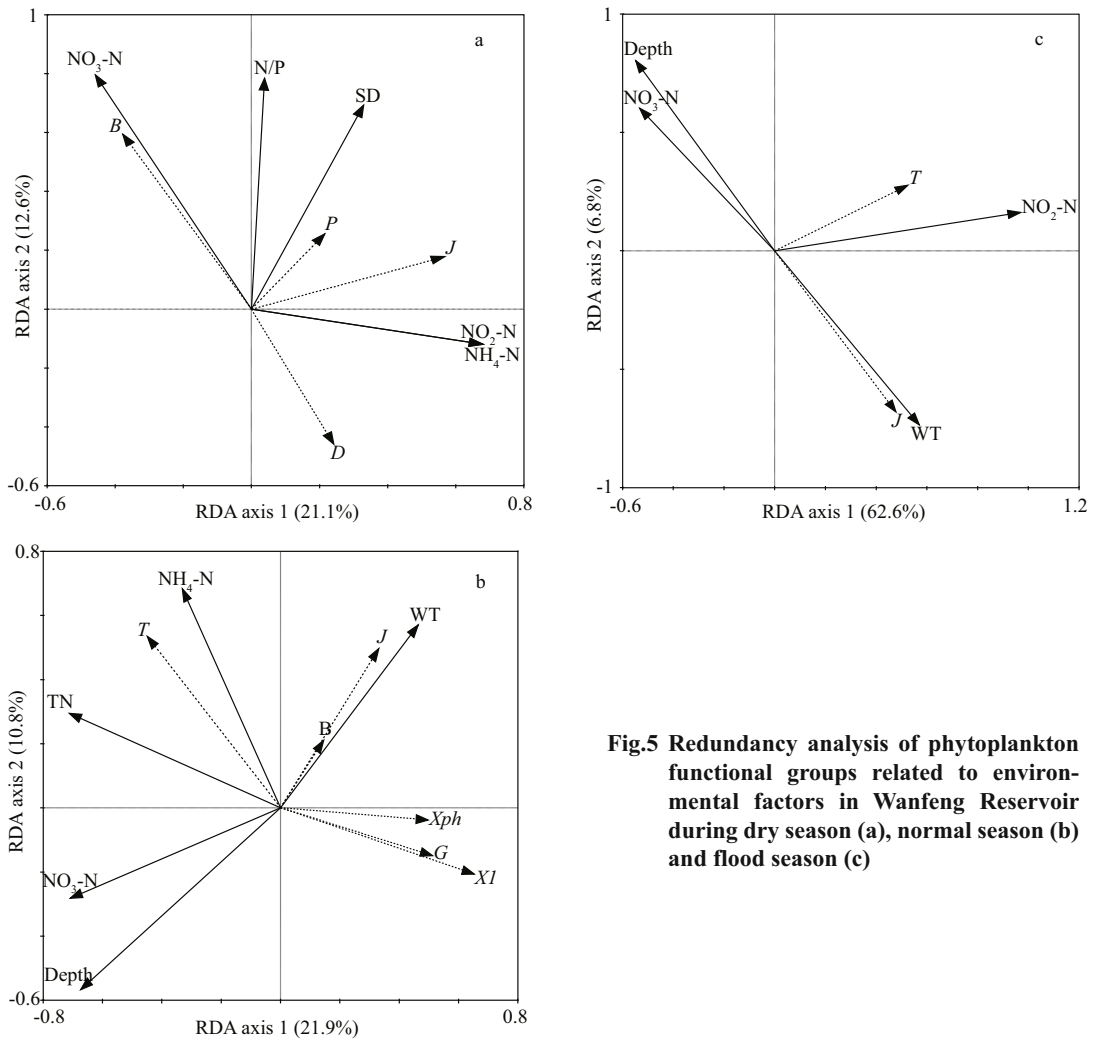 1
a
NO₃-N
N/P
SD
B
P
J
NO₂-N
NH₄-N
D
RDA axis 2 (12.6%)
-0.6
-0.6
0.8
RDA axis 1 (21.1%)
1
c
Depth
NO₃-N
T
NO₂-N
J
WT
RDA axis 2 (6.8%)
-1
-0.6
1.2
RDA axis 1 (62.6%)
0.8
b
NH₄-N
WT
T
J
TN
B
Xph
G
X1
NO₃-N
Depth
RDA axis 2 (10.8%)
-0.6
-0.8
0.8
RDA axis 1 (21.9%)
Fig.5 Redundancy analysis of phytoplankton
functional groups related to environ-
mental factors in Wanfeng Reservoir
during dry season (a), normal season (b)
and flood season (c)